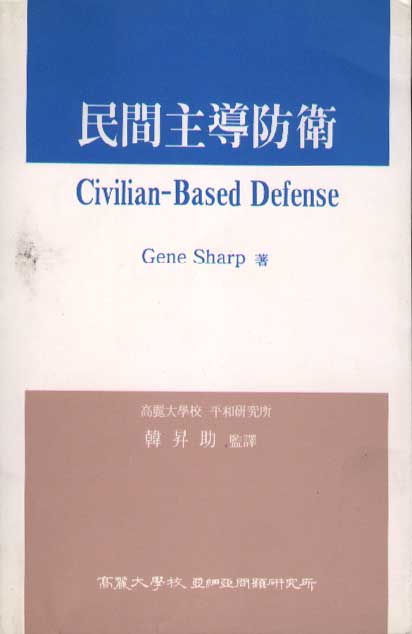 民間主導防衛
Civilian-Based Defense
Gene Sharp 著
高麗大學校 平和研究所
韓昇助 監譯
高麗大學校 亞細亞問題研究所